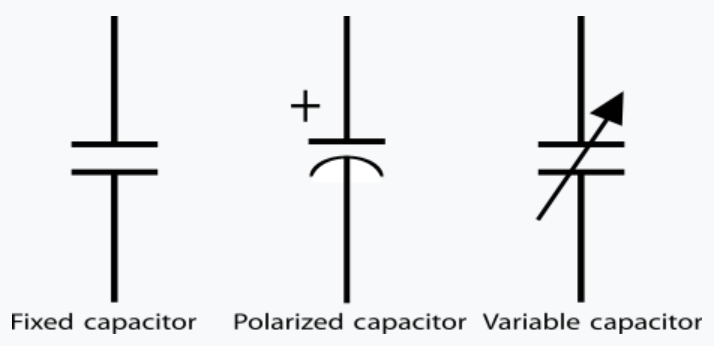 +
Fixed capacitor
Polarized capacitor
Variable capacitor